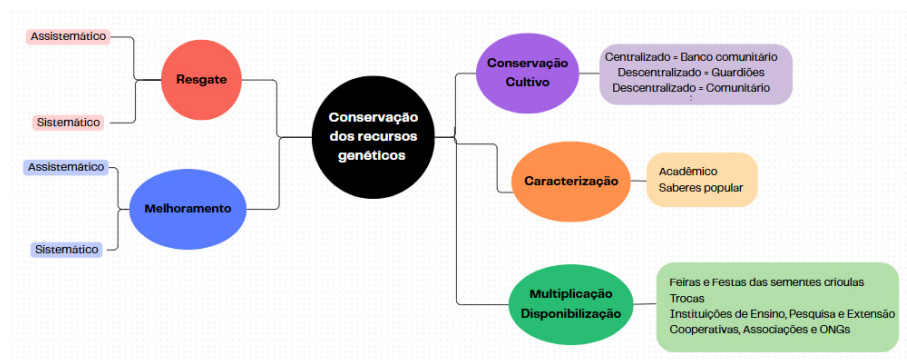 Assistemático
Resgate
Sistemático
Assistemático
Melhoramento
Sistemático
Conservação
dos recursos
genéticos
Conservação
Cultivo
Centralizado = Banco comunitário
Descentralizado = Guardiões
Descentralizado = Comunitário
:
Caracterização
Acadêmico
Saberes popular
Multiplicação
Disponibilização
Feiras e Festas das sementes crioulas
Trocas
Instituições de Ensino, Pesquisa e Extensão
Cooperativas, Associações e ONGs